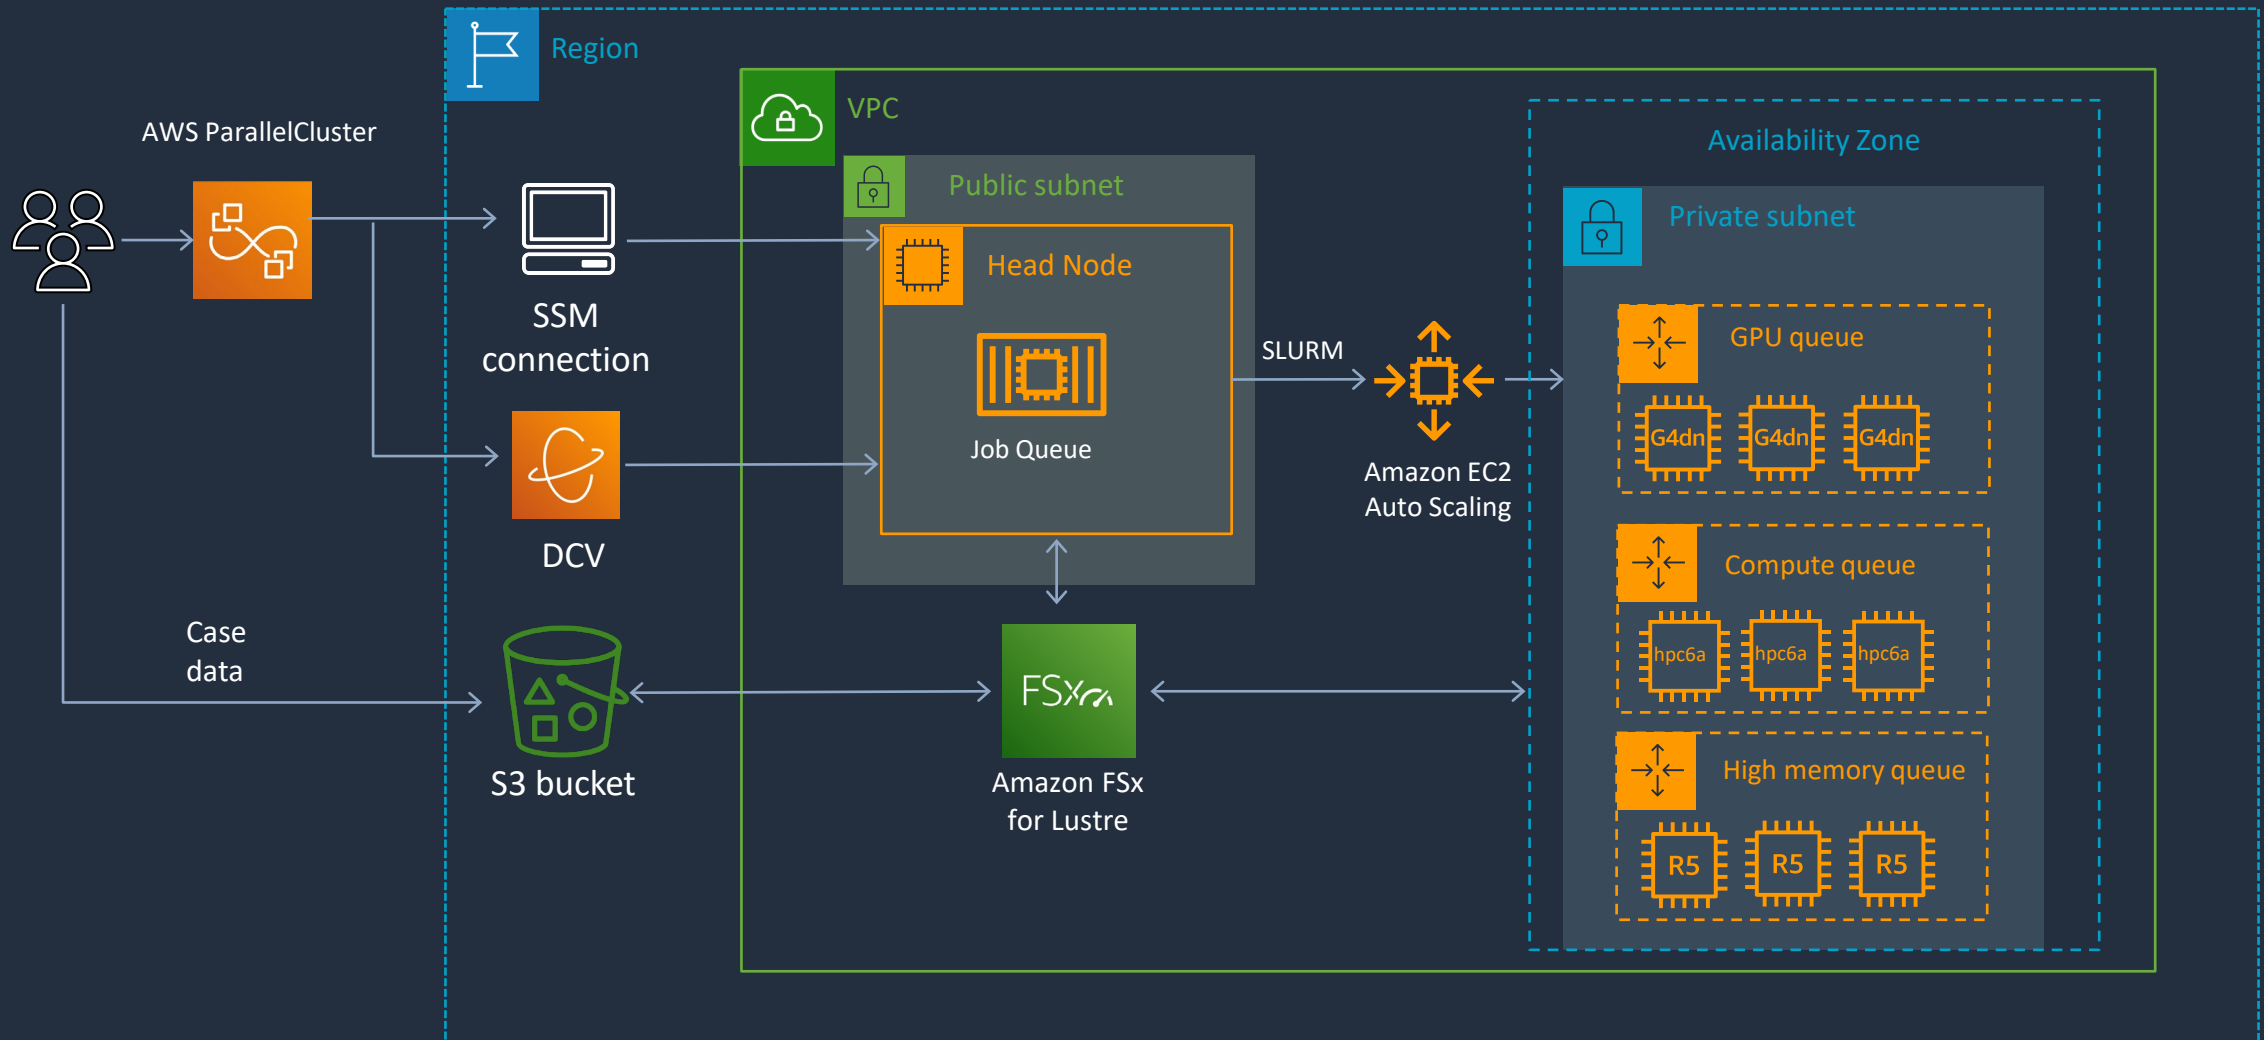 Region
AWS ParallelCluster
VPC
Availability Zone
Public subnet
Private subnet
Head Node
SSM
connection
GPU queue
SLURM
G4dn
G4dn
G4dn
Job Queue
Amazon EC2
Auto Scaling
DCV
Compute queue
hpc6a
hpc6a
hpc6a
Case
data
FSx
S3 bucket
Amazon FSx
for Lustre
High memory queue
R5
R5
R5